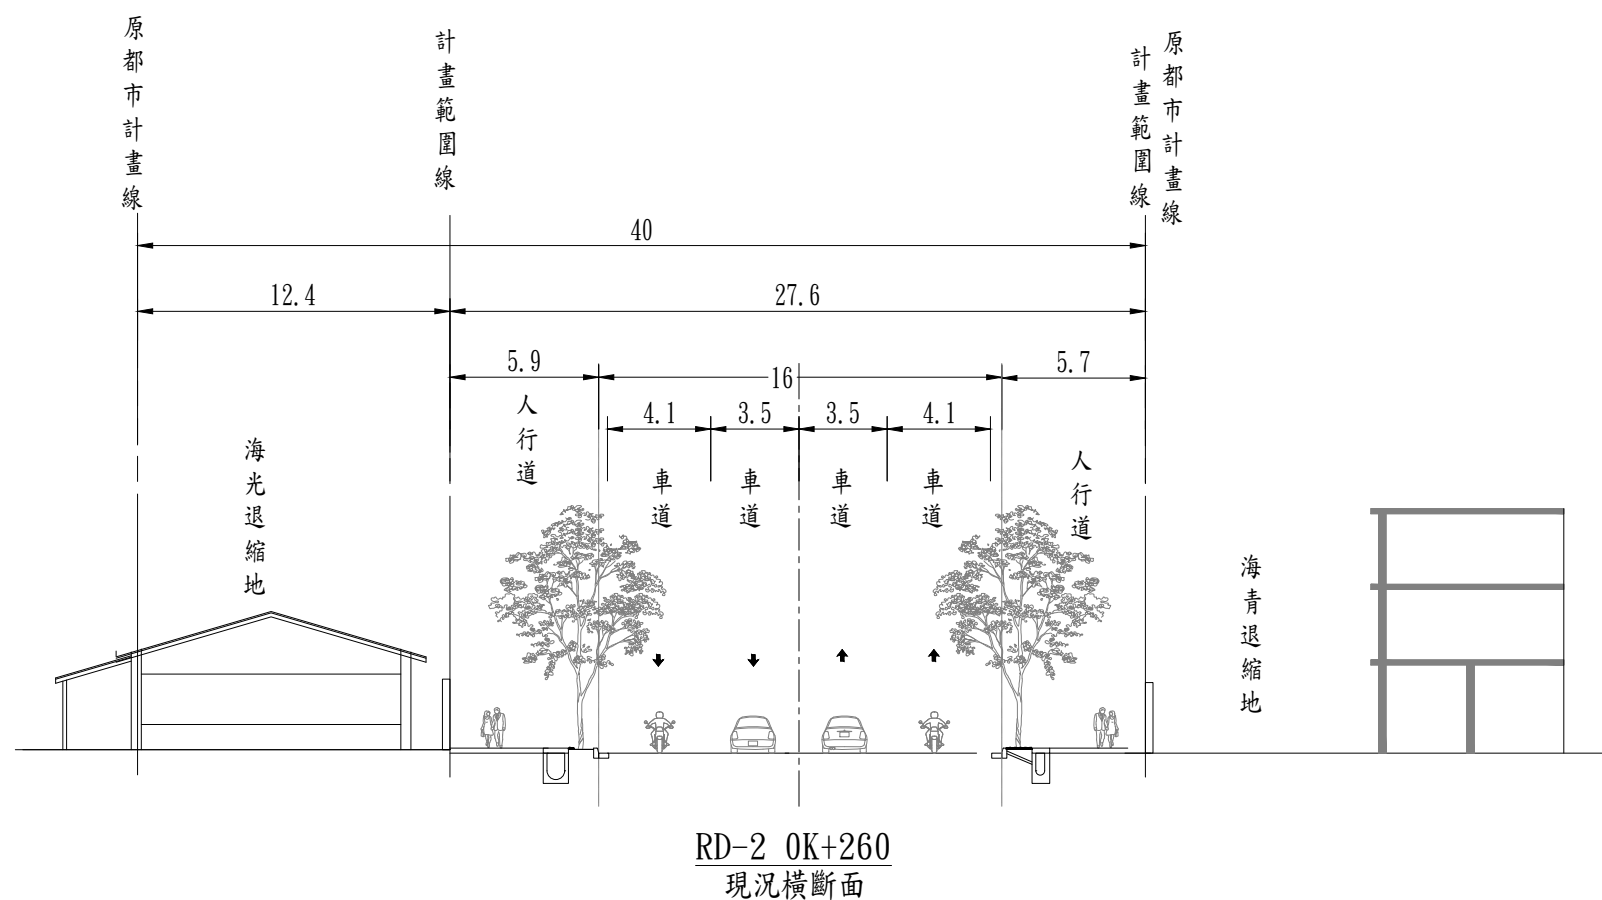 原都市計畫線
計畫範圍線
計畫範圍線
原都市計畫線
40
12.4
27.6
5.9
16
5.7
4.1
3.5
3.5
4.1
人行道
車道
車道
車道
車道
人行道
海光退縮地
海青退縮地
RD-2 0K+260
現況橫斷面